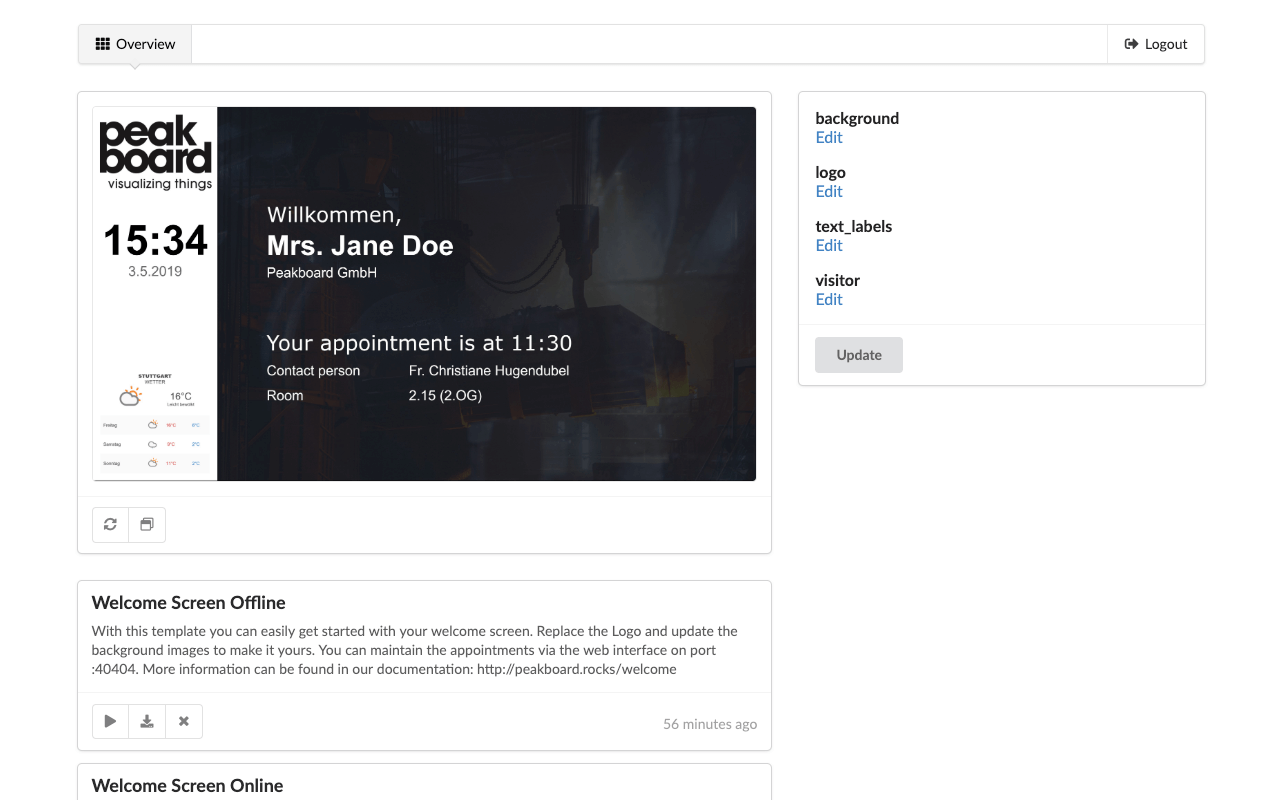 Overview
Logout
peak
board
visualizing things
15:34
3.5.2019
STUTTGART
WETTER
16°C
Leicht bewölkt
Freitag 16°C 6°C
Samstag 9°C 2°C
Sonntag 11°C 2°C
Willkommen,
Mrs. Jane Doe
Peakboard GmbH
Your appointment is at 11:30
Contact person Fr. Christiane Hugendubel
Room 2.15 (2.OG)
background
Edit
logo
Edit
text_labels
Edit
visitor
Edit
Update
Welcome Screen Offline
With this template you can easily get started with your welcome screen. Replace the Logo and update the
background images to make it yours. You can maintain the appointments via the web interface on port
:40404. More information can be found in our documentation: http://peakboard.rocks/welcome
56 minutes ago
Welcome Screen Online